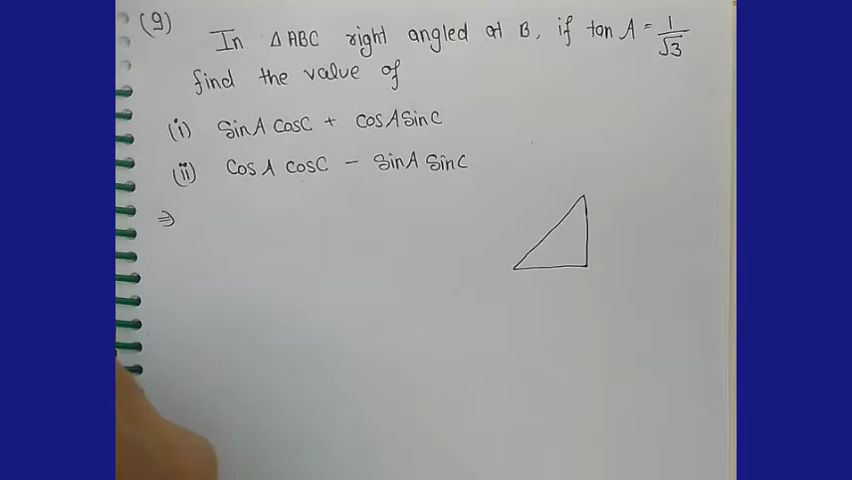 (9) In △ABC right angled at B, if tan A = 1/√3
find the value of
(i) SinA CosC + CosA SinC
(ii) CosA CosC − SinA SinC
⇒